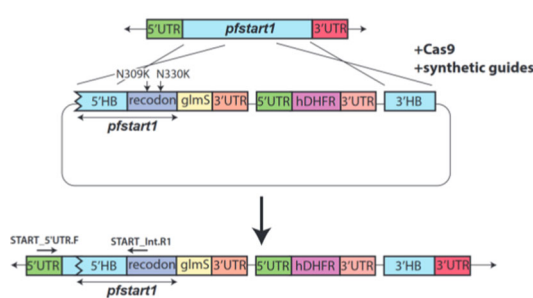 5'UTR pfstart1 3'UTR
+Cas9
+synthetic guides
N309K N330K
5'HB recodon glmS 3'UTR 5'UTR hDHFR 3'UTR 3'HB
pfstart1
START_5'UTR.F START_Int.R1
5'UTR 5'HB recodon glmS 3'UTR 5'UTR hDHFR 3'UTR 3'HB 3'UTR
pfstart1